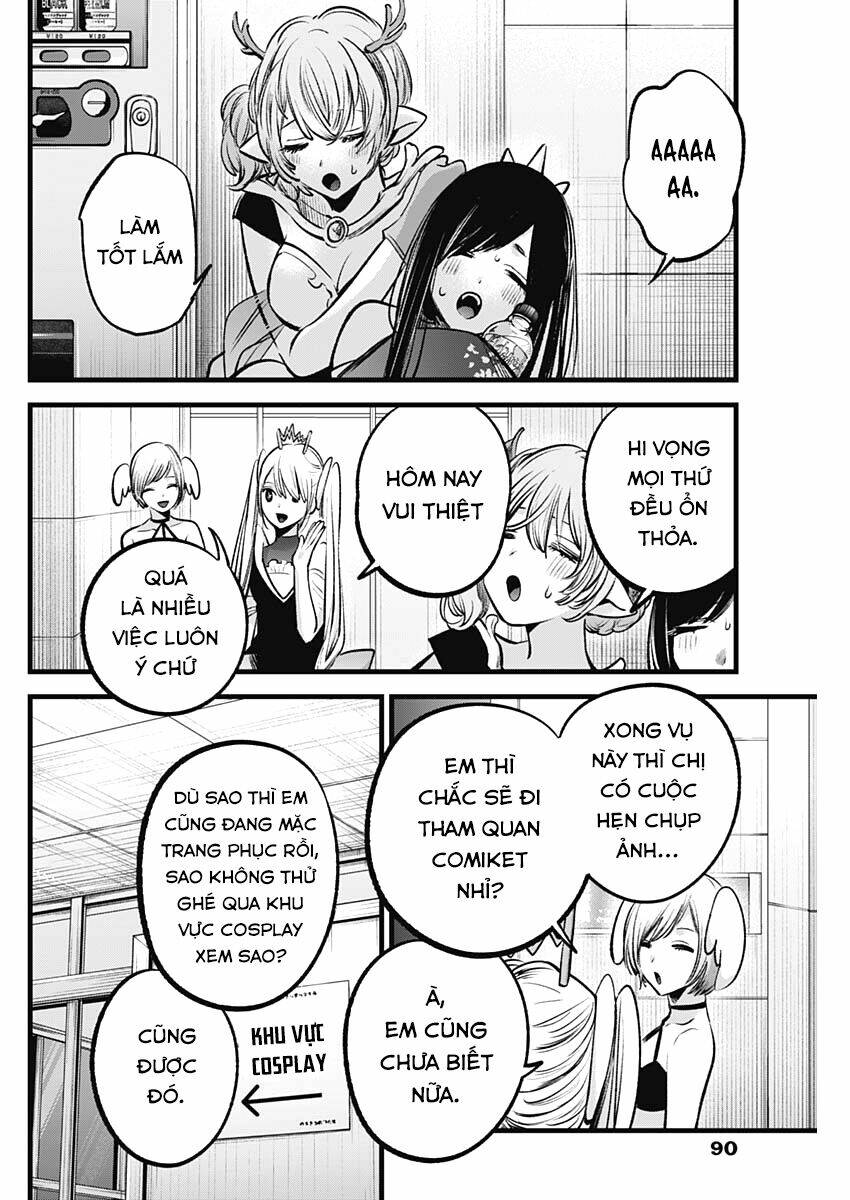 AAAAA
AA.
LÀM
TỐT LẮM
HI VỌNG
MỌI THỨ
ĐỀU ỔN
THỎA.
HÔM NAY
VUI THIỆT
QUÁ
LÀ NHIỀU
VIỆC LUÔN
Ý CHỨ
XONG VỤ
NÀY THÌ CHỊ
CÓ CUỘC
HẸN CHỤP
ẢNH...
EM THÌ
CHẮC SẼ ĐI
THAM QUAN
COMIKET
NHỈ?
À,
EM CŨNG
CHƯA BIẾT
NỮA.
DÙ SAO THÌ EM
CŨNG ĐANG MẶC
TRANG PHỤC RỒI,
SAO KHÔNG THỬ
GHÉ QUA KHU
VỰC COSPLAY
XEM SAO?
CŨNG
ĐƯỢC
ĐÓ.
KHU VỰC
COSPLAY
90